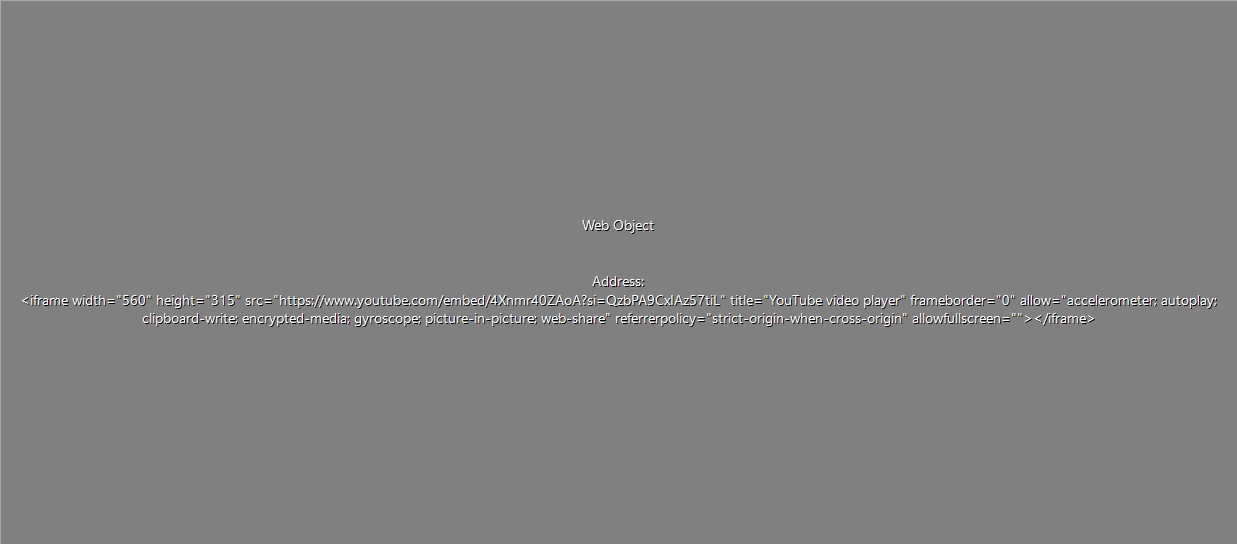 Web Object
Address:
<iframe width="560" height="315" src="https://www.youtube.com/embed/4Xnmr40ZAoA?si=QzbPA9CxIAz57tiL" title="YouTube video player" frameborder="0" allow="accelerometer; autoplay;
clipboard-write; encrypted-media; gyroscope; picture-in-picture; web-share" referrerpolicy="strict-origin-when-cross-origin" allowfullscreen=""></iframe>